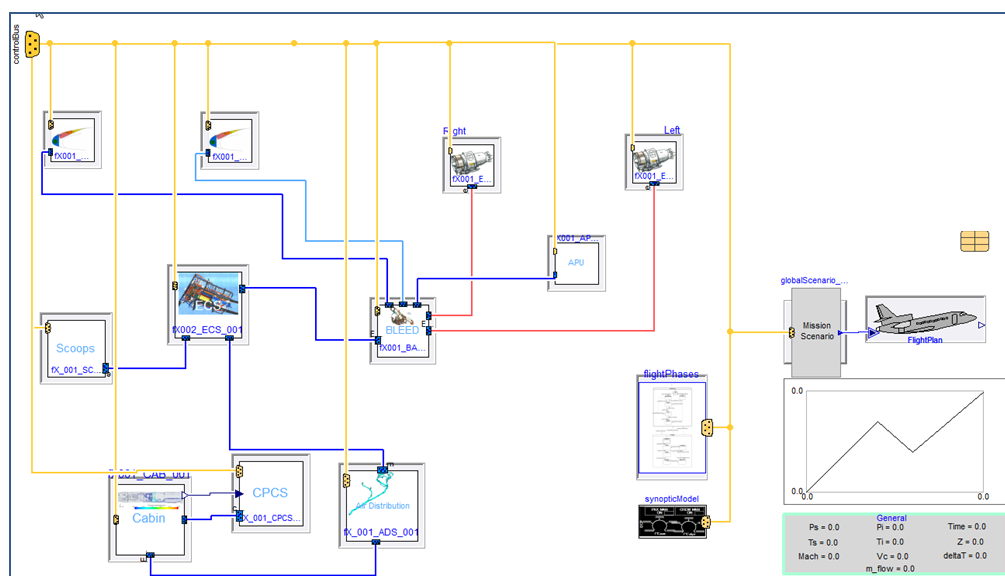 controlBus
Right
Left
fX001_...
fX001_...
fX001_E...
fX001_E...
fX001_AP...
APU
globalScenario_...
ECS
fX002_ECS_001
BLEED
E
E
fX001_BA...
Mission
Scenario
FlightPlan
Scoops
fX_001_SC...
flightPhases
0.0
0.0
0.0
0.0
CPCS
fX_001_CPCS...
Cabin
Air Distribution
fX_001_ADS_001
synopticModel
General
Ps = 0.0
Pi = 0.0
Time = 0.0
Ts = 0.0
Ti = 0.0
Z = 0.0
Mach = 0.0
Vc = 0.0
deltaT = 0.0
m_flow = 0.0